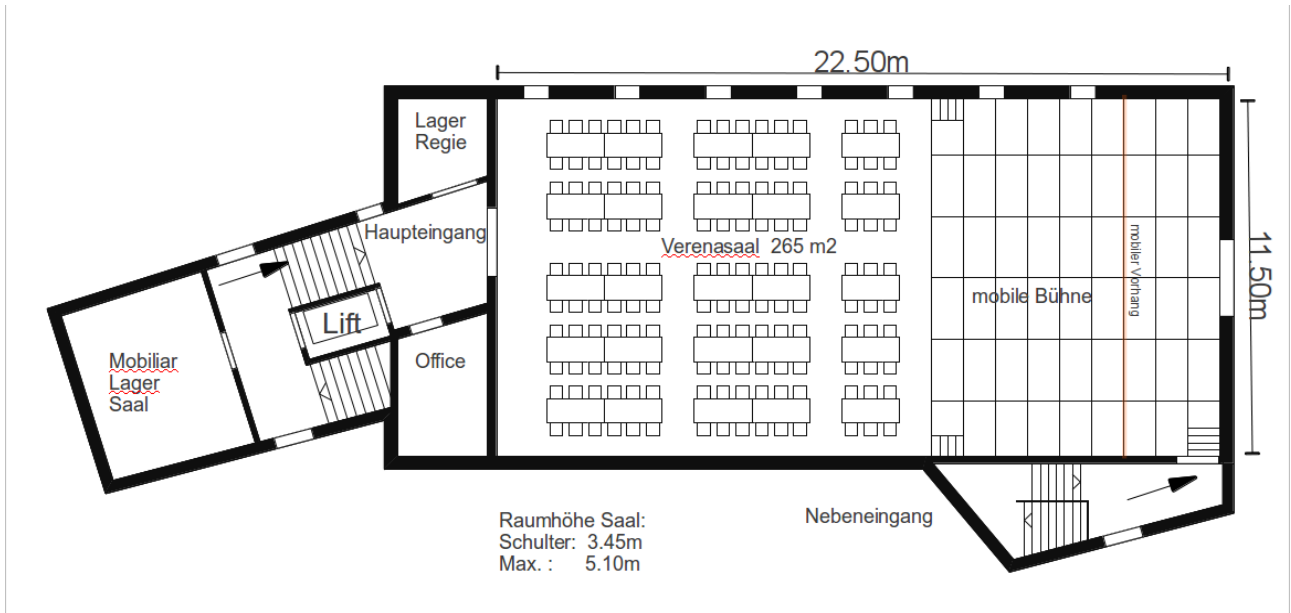 22.50m
Lager
Regie
Haupteingang
Verenasaal 265 m2
mobiler Vorhang
11.50m
mobile Bühne
Lift
Mobiliar
Lager
Saal
Office
Raumhöhe Saal:
Schulter: 3.45m
Max. : 5.10m
Nebeneingang